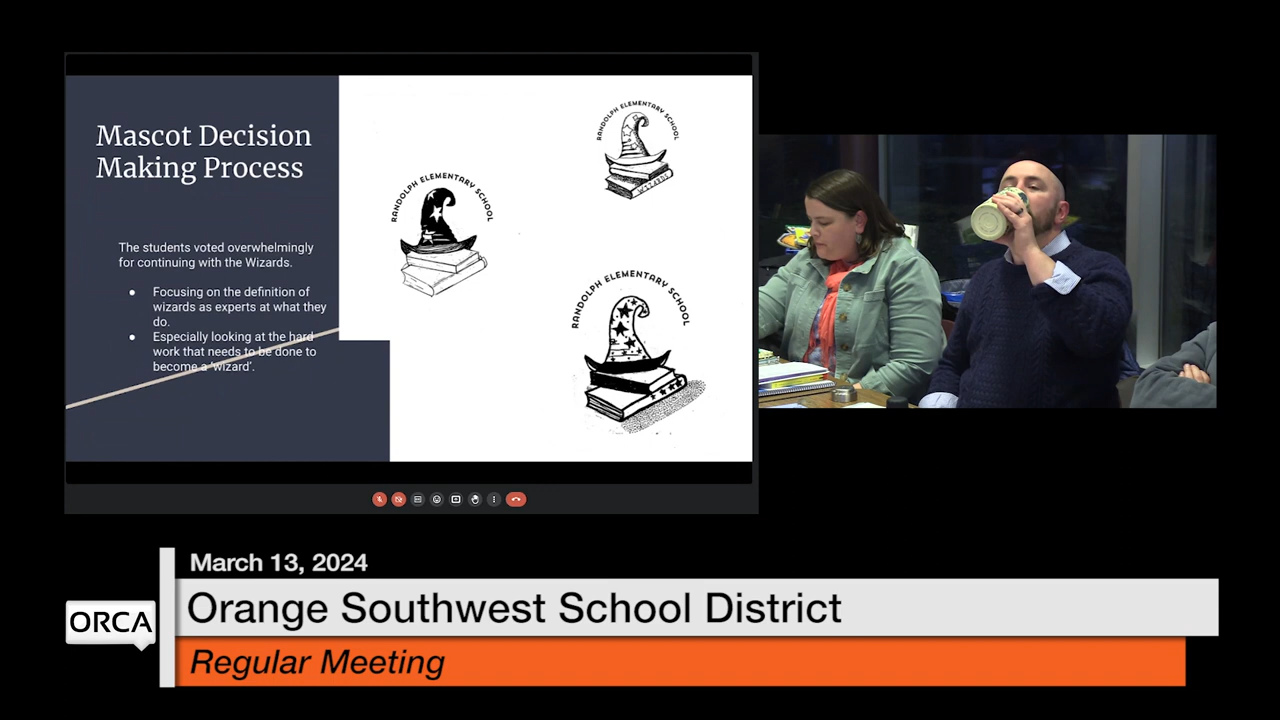 Mascot Decision
Making Process
The students voted overwhelmingly
for continuing with the Wizards.
● Focusing on the definition of
wizards as experts at what they
do.
● Especially looking at the hard
work that needs to be done to
become a 'wizard'.
RANDOLPH ELEMENTARY SCHOOL
RANDOLPH ELEMENTARY SCHOOL
WIZARDS
RANDOLPH ELEMENTARY SCHOOL
March 13, 2024
ORCA
Orange Southwest School District
Regular Meeting